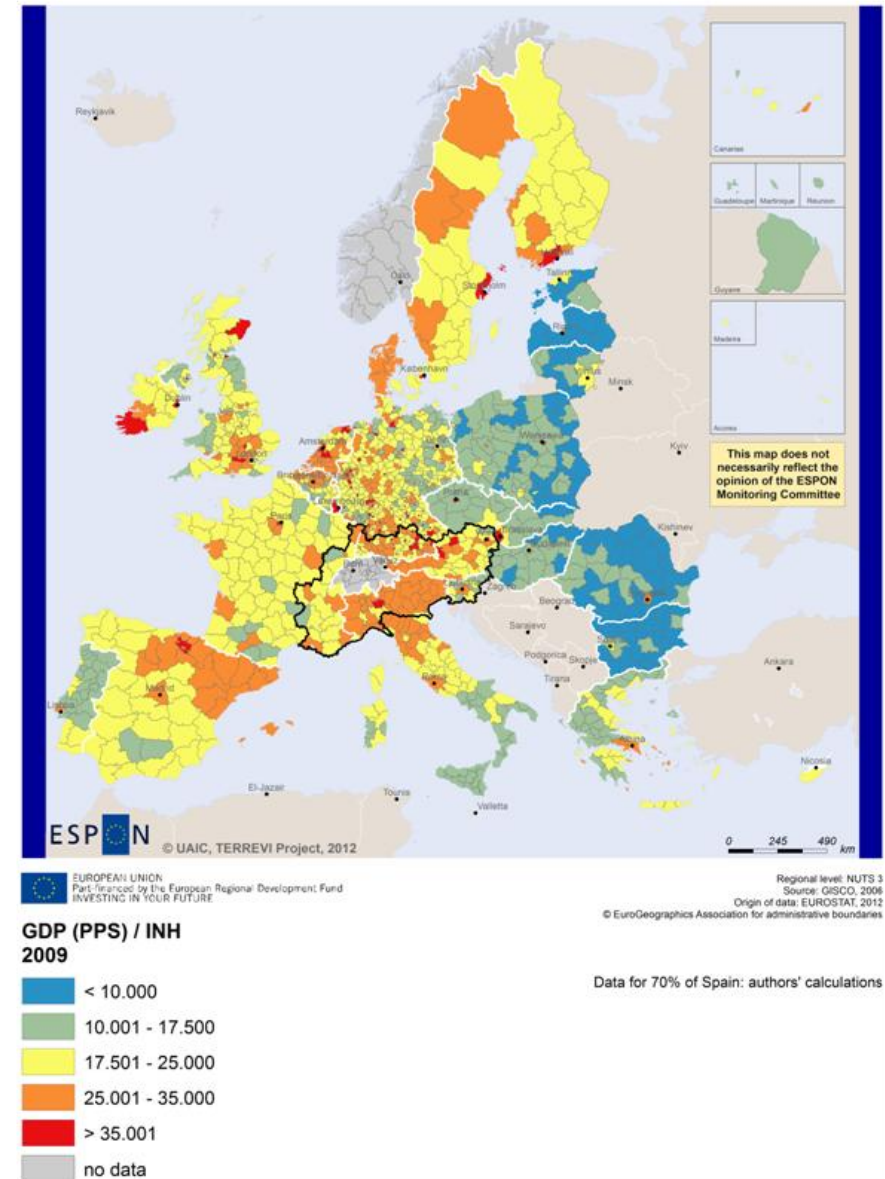 Reykjavik
Canarias
Guadeloupe
Martinique
Réunion
Guyane
Madeira
Acores
This map does not
necessarily reflect the
opinion of the ESPON
Monitoring Committee
Oslo
Stockholm
Tallinn
Riga
København
Vilnius
Minsk
Dublin
Amsterdam
London
Warszawa
Kyiv
Paris
Praha
Kishinev
Bratislava
Zagreb
Beograd
Sarajevo
Podgorica
Skopje
Sofia
Tirana
Ankara
Madrid
Lisboa
Roma
Athina
Nicosia
El-Jazair
Tounis
Valletta
ESPON
© UAIC, TERREVI Project, 2012
0 245 490
km
EUROPEAN UNION
Part-financed by the European Regional Development Fund
INVESTING IN YOUR FUTURE
Regional level: NUTS 3
Source: GISCO, 2006
Origin of data: EUROSTAT, 2012
© EuroGeographics Association for administrative boundaries
GDP (PPS) / INH
2009
Data for 70% of Spain: authors' calculations
< 10.000
10.001 - 17.500
17.501 - 25.000
25.001 - 35.000
> 35.001
no data